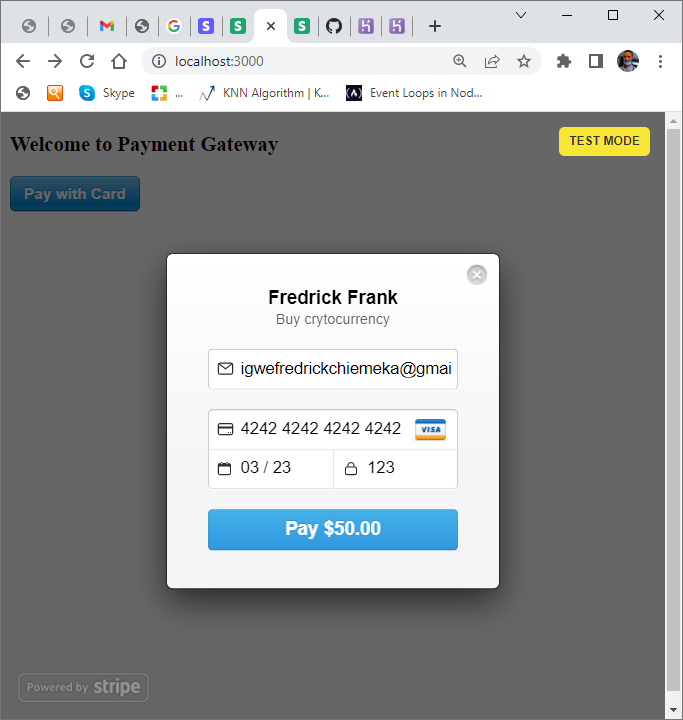 localhost:3000
Skype
...
KNN Algorithm | K...
Event Loops in Nod...
Welcome to Payment Gateway
TEST MODE
Pay with Card
Fredrick Frank
Buy crytocurrency
igwefredrickchiemeka@gmai
4242 4242 4242 4242
VISA
03 / 23
123
Pay $50.00
Powered by stripe